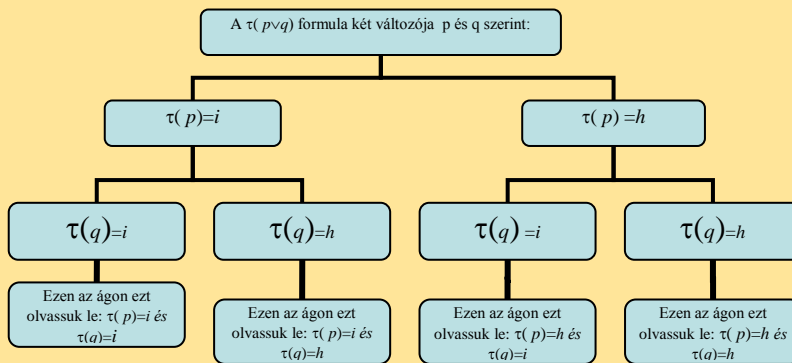 A τ( p∨q) formula két változója p és q szerint:
τ( p)=i
τ( p) =h
τ(q)=i
τ(q)=h
τ(q) =i
τ(q)=h
Ezen az ágon ezt
olvassuk le: τ( p)=i és
τ(q)=i
Ezen az ágon ezt
olvassuk le: τ( p)=i és
τ(q)=h
Ezen az ágon ezt
olvassuk le: τ( p)=h és
τ(q)=i
Ezen az ágon ezt
olvassuk le: τ( p)=h és
τ(q)=h